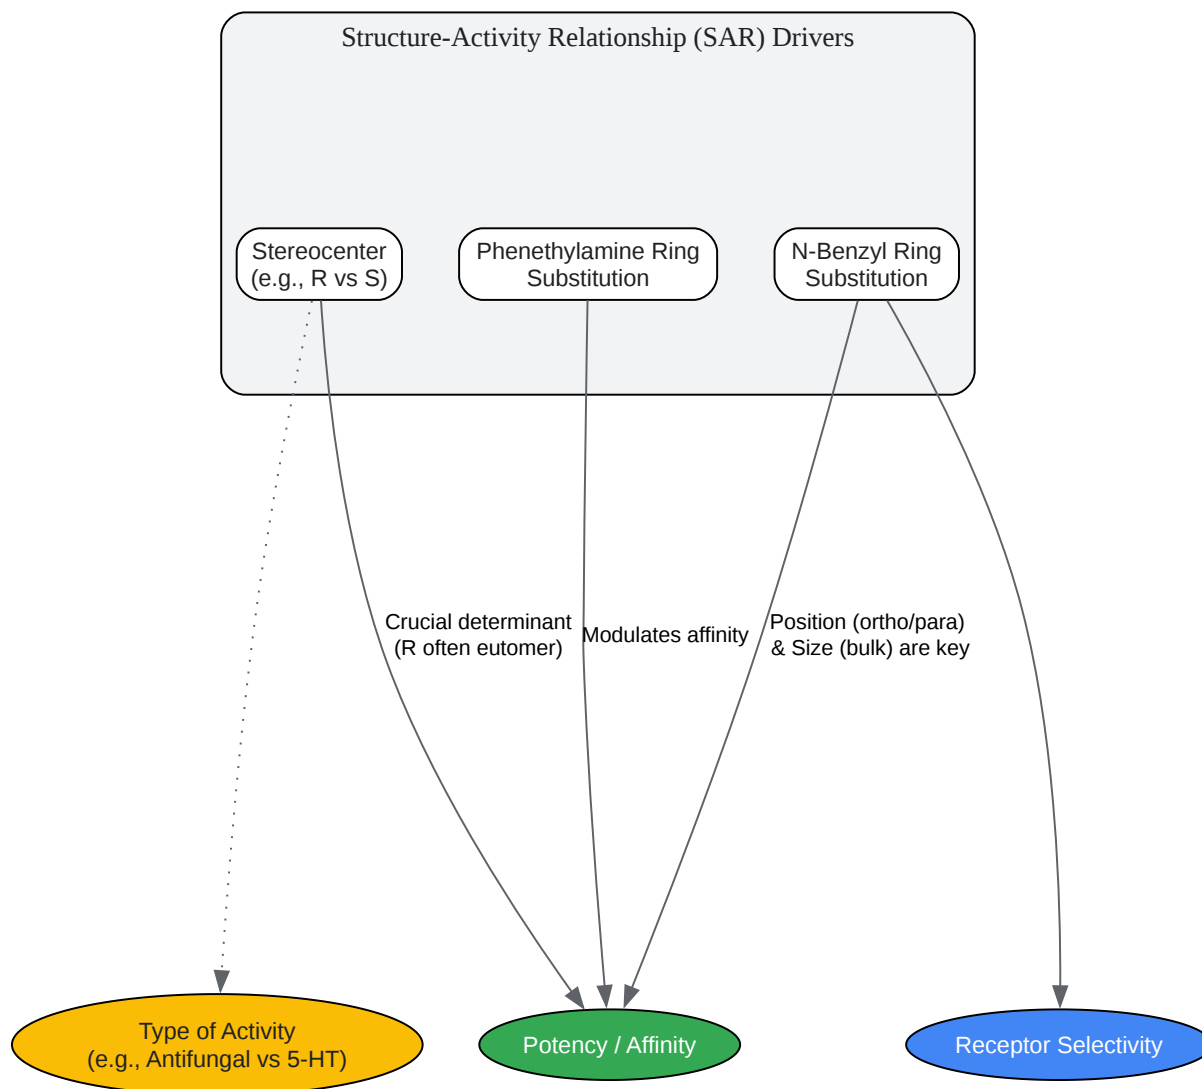 Structure-Activity Relationship (SAR) Drivers
Stereocenter
(e.g., R vs S)
Phenethylamine Ring
Substitution
N-Benzyl Ring
Substitution
Crucial determinant
(R often eutomer)
Modulates affinity
Position (ortho/para)
& Size (bulk) are key
Type of Activity
(e.g., Antifungal vs 5-HT)
Potency / Affinity
Receptor Selectivity